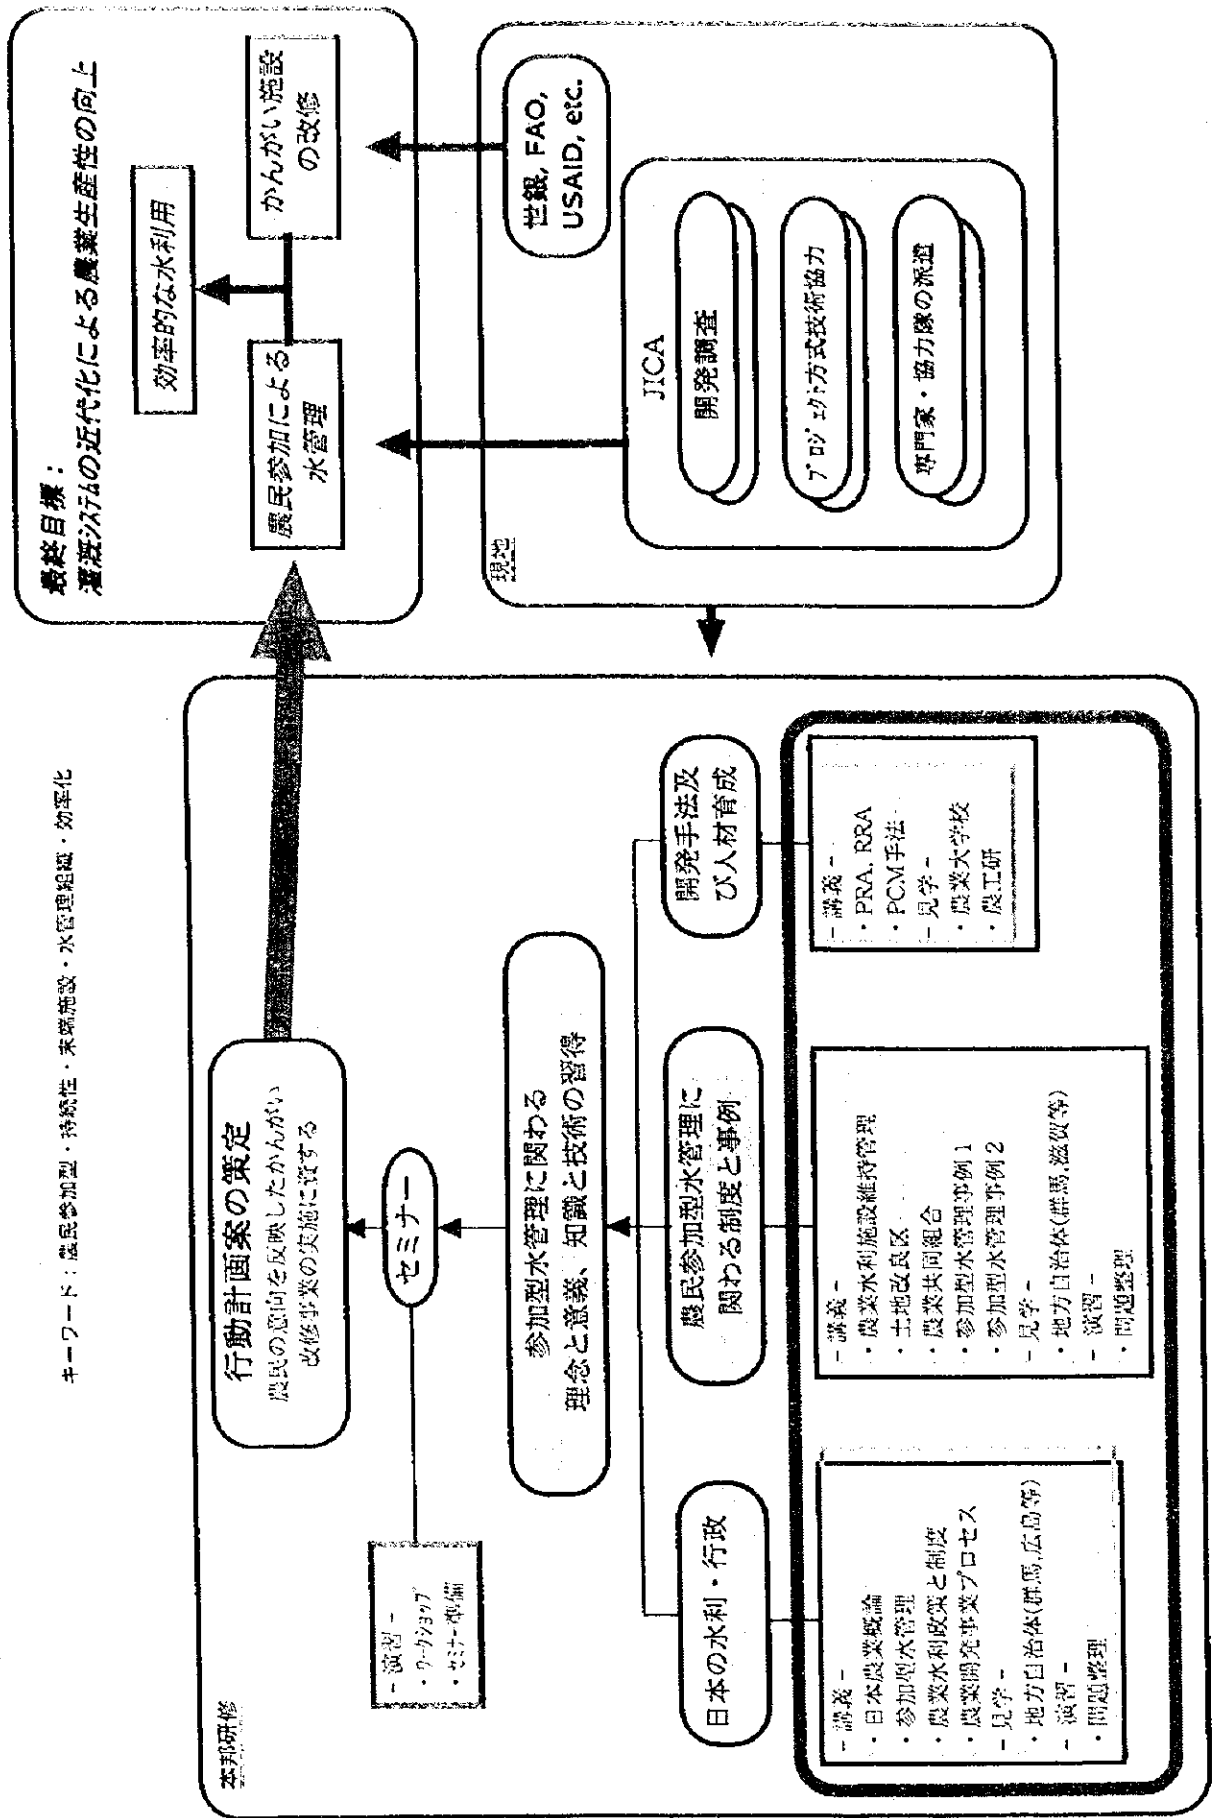 キーワード：農民参加型・持続性・末端施設・水管理組織・効率化
本邦研修
行動計画案の策定
農民の意向を反映したかんがい
改修事業の実施に資する
- 演習 -
・ワークショップ
・セミナー準備
セミナー
参加型水管理に関わる
理念と意義、知識と技術の習得
日本の水利・行政
農民参加型水管理に
関わる制度と事例
開発手法及
び人材育成
- 講義 -
・日本農業概論
・参加型水管理
・農業水利政策と制度
・農業開発事業プロセス
- 見学 -
・地方自治体(群馬,広島等)
- 演習 -
・問題整理
- 講義 -
・農業水利施設維持管理
・土地改良区
・農業共同組合
・参加型水管理事例１
・参加型水管理事例２
- 見学 -
・地方自治体(群馬,滋賀等)
- 演習 -
・問題整理
- 講義 -
・PRA, RRA
・PCM手法
- 見学 -
・農業大学校
・農工研
最終目標：
灌漑システムの近代化による農業生産性の向上
効率的な水利用
農民参加による
水管理
かんがい施設
の改修
現地
世銀, FAO,
USAID, etc.
JICA
開発調査
プロジェクト方式技術協力
専門家・協力隊の派遣